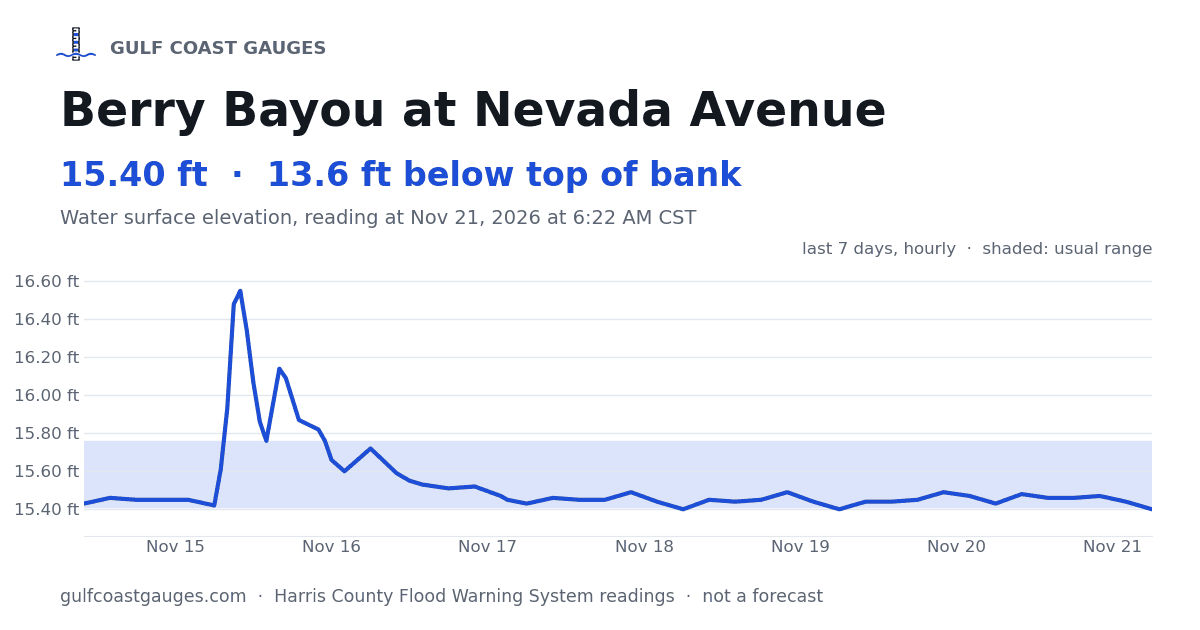 GULF COAST GAUGES
Berry Bayou at Nevada Avenue
15.40 ft · 13.6 ft below top of bank
Water surface elevation, reading at Nov 21, 2026 at 6:22 AM CST
last 7 days, hourly · shaded: usual range
16.60 ft
16.40 ft
16.20 ft
16.00 ft
15.80 ft
15.60 ft
15.40 ft
Nov 15 Nov 16 Nov 17 Nov 18 Nov 19 Nov 20 Nov 21
gulfcoastgauges.com · Harris County Flood Warning System readings · not a forecast